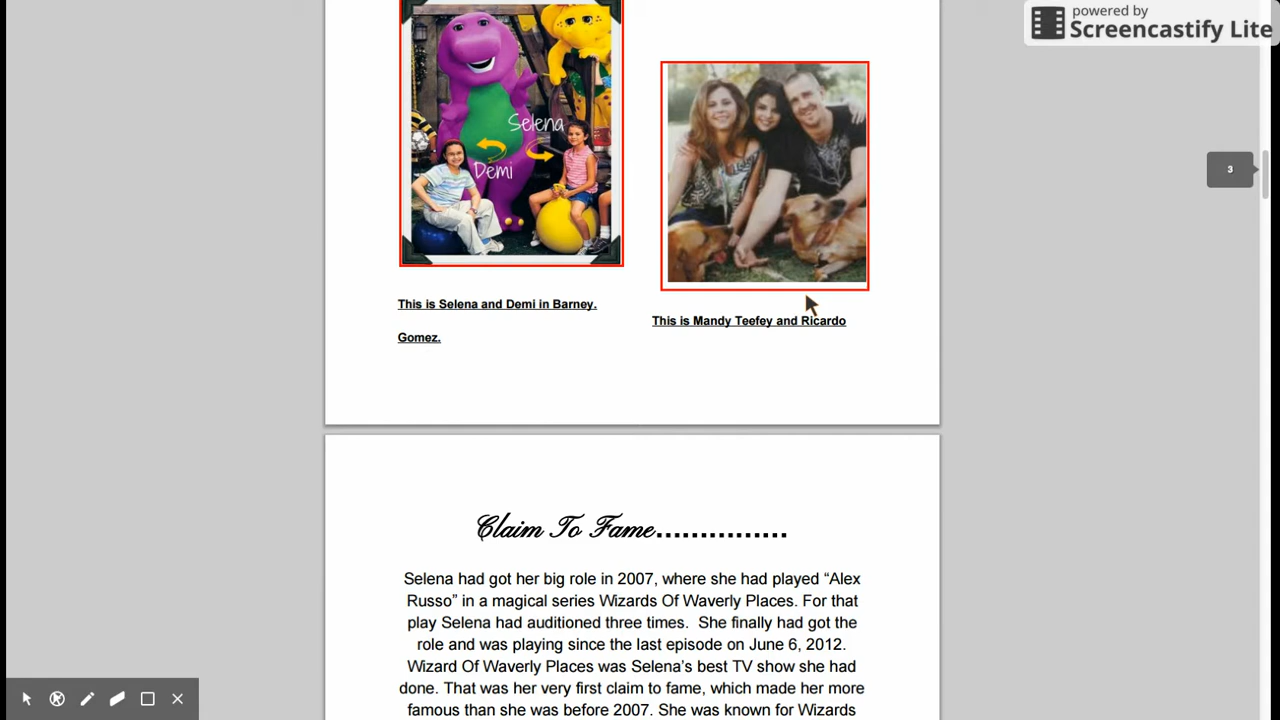 powered by
Screencastify Lite
Selena
Demi
3
This is Selena and Demi in Barney.
This is Mandy Teefey and Ricardo
Gomez.
Claim To Fame...............
Selena had got her big role in 2007, where she had played “Alex
Russo” in a magical series Wizards Of Waverly Places. For that
play Selena had auditioned three times.  She finally had got the
role and was playing since the last episode on June 6, 2012.
Wizard Of Waverly Places was Selena’s best TV show she had
done. That was her very first claim to fame, which made her more
famous than she was before 2007. She was known for Wizards